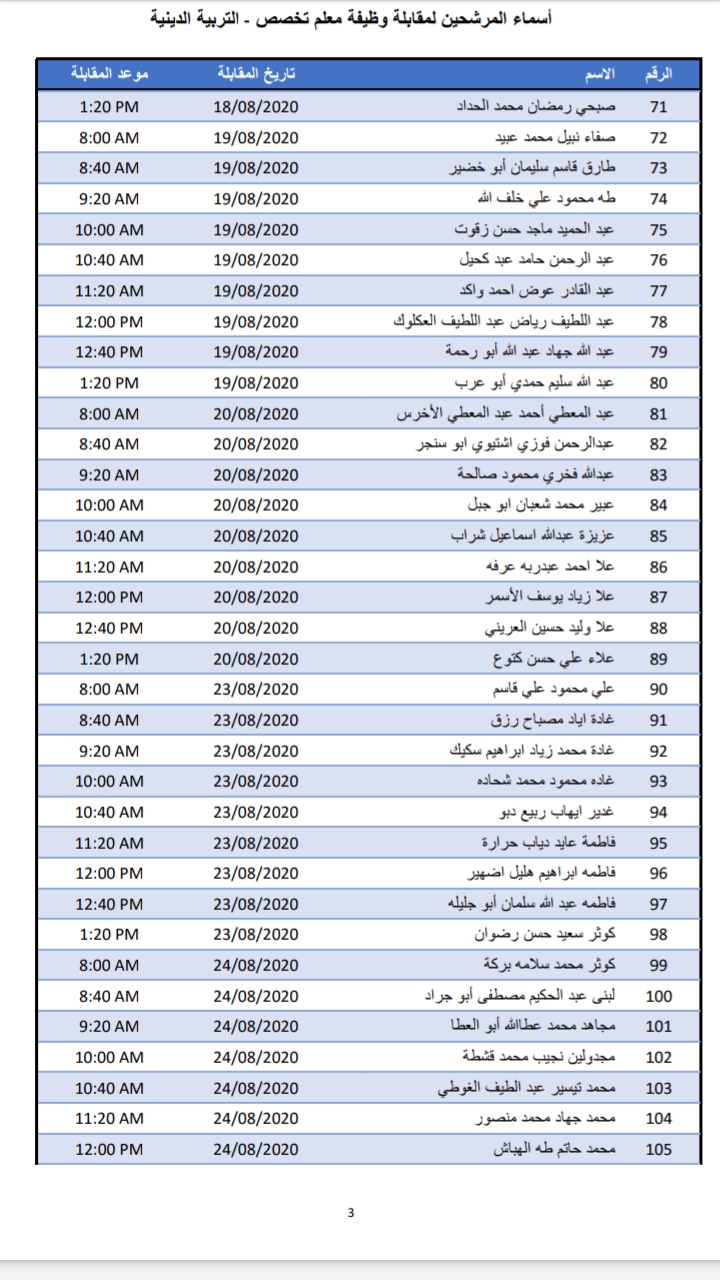 أسماء المرشحين لمقابلة وظيفة معلم تخصص - التربية الدينية
الرقم الاسم تاريخ المقابلة موعد المقابلة
71 صبحي رمضان محمد الحداد 18/08/2020 1:20 PM
72 صفاء نبيل محمد عبيد 19/08/2020 8:00 AM
73 طارق قاسم سليمان أبو خضير 19/08/2020 8:40 AM
74 طه محمود علي خلف الله 19/08/2020 9:20 AM
75 عبد الحميد ماجد حسن زقوت 19/08/2020 10:00 AM
76 عبد الرحمن حامد عبد كحيل 19/08/2020 10:40 AM
77 عبد القادر عوض احمد واكد 19/08/2020 11:20 AM
78 عبد اللطيف رياض عبد اللطيف العكلوك 19/08/2020 12:00 PM
79 عبد الله جهاد عبد الله أبو رحمة 19/08/2020 12:40 PM
80 عبد الله سليم حمدي أبو عرب 19/08/2020 1:20 PM
81 عبد المعطي أحمد عبد المعطي الأخرس 20/08/2020 8:00 AM
82 عبدالرحمن فوزي اشتيوي ابو سنجر 20/08/2020 8:40 AM
83 عبدالله فخري محمود صالحة 20/08/2020 9:20 AM
84 عبير محمد شعبان ابو جبل 20/08/2020 10:00 AM
85 عزيزة عبدالله اسماعيل شراب 20/08/2020 10:40 AM
86 علا احمد عبدربه عرفه 20/08/2020 11:20 AM
87 علا زياد يوسف الأسمر 20/08/2020 12:00 PM
88 علا وليد حسين العريني 20/08/2020 12:40 PM
89 علاء علي حسن كتوع 20/08/2020 1:20 PM
90 علي محمود علي قاسم 23/08/2020 8:00 AM
91 غادة اياد مصباح رزق 23/08/2020 8:40 AM
92 غادة محمد زياد ابراهيم سكيك 23/08/2020 9:20 AM
93 غاده محمود محمد شحاده 23/08/2020 10:00 AM
94 غدير ايهاب ربيع دبو 23/08/2020 10:40 AM
95 فاطمة عايد دياب حرارة 23/08/2020 11:20 AM
96 فاطمه ابراهيم هليل اضهير 23/08/2020 12:00 PM
97 فاطمه عبد الله سلمان أبو جليله 23/08/2020 12:40 PM
98 كوثر سعيد حسن رضوان 23/08/2020 1:20 PM
99 كوثر محمد سلامه بركة 24/08/2020 8:00 AM
100 لبنى عبد الحكيم مصطفى أبو جراد 24/08/2020 8:40 AM
101 مجاهد محمد عطاالله أبو العطا 24/08/2020 9:20 AM
102 مجدولين نجيب محمد قشطة 24/08/2020 10:00 AM
103 محمد تيسير عبد الطيف الغوطي 24/08/2020 10:40 AM
104 محمد جهاد محمد منصور 24/08/2020 11:20 AM
105 محمد حاتم طه الهباش 24/08/2020 12:00 PM
3